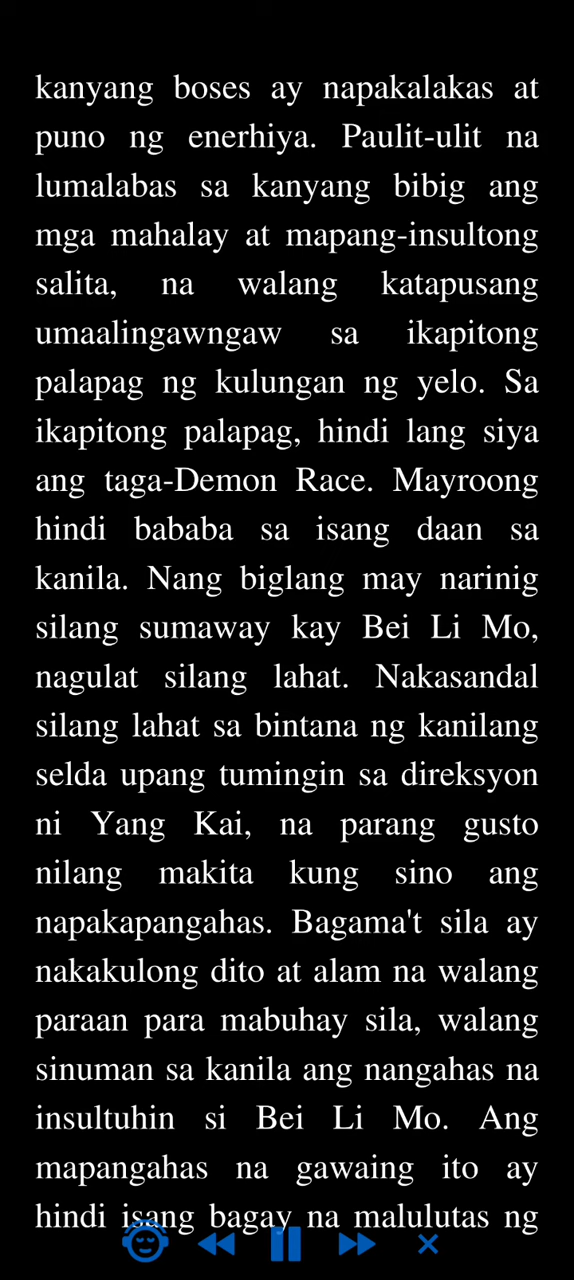 kanyang boses ay napakalakas at
puno ng enerhiya. Paulit-ulit na
lumalabas sa kanyang bibig ang
mga mahalay at mapang-insultong
salita, na walang katapusang
umaalingawngaw sa ikapitong
palapag ng kulungan ng yelo. Sa
ikapitong palapag, hindi lang siya
ang taga-Demon Race. Mayroong
hindi bababa sa isang daan sa
kanila. Nang biglang may narinig
silang sumaway kay Bei Li Mo,
nagulat silang lahat. Nakasandal
silang lahat sa bintana ng kanilang
selda upang tumingin sa direksyon
ni Yang Kai, na parang gusto
nilang makita kung sino ang
napakapangahas. Bagama't sila ay
nakakulong dito at alam na walang
paraan para mabuhay sila, walang
sinuman sa kanila ang nangahas na
insultuhin si Bei Li Mo. Ang
mapangahas na gawaing ito ay
hindi isang bagay na malulutas ng